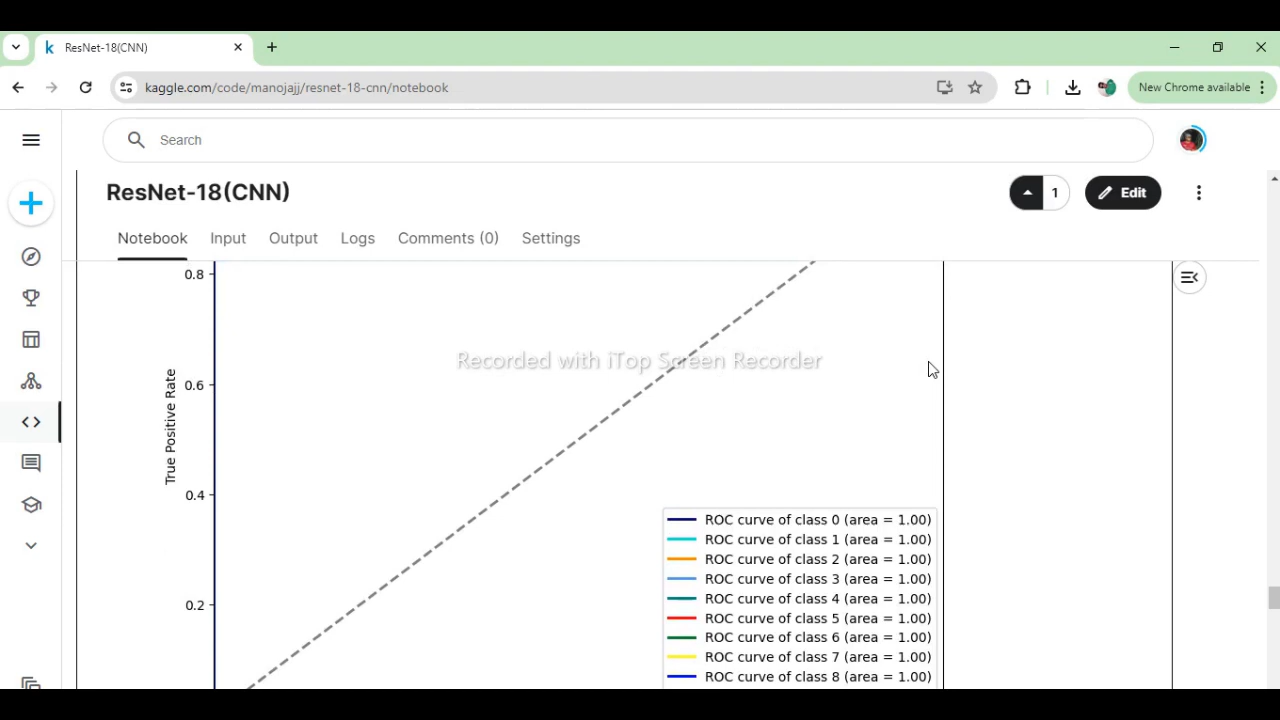 ResNet-18(CNN)
kaggle.com/code/manojajj/resnet-18-cnn/notebook
New Chrome available
Search
ResNet-18(CNN)
1
Edit
Notebook
Input
Output
Logs
Comments (0)
Settings
0.8
0.6
0.4
0.2
True Positive Rate
Recorded with iTop Screen Recorder
ROC curve of class 0 (area = 1.00)
ROC curve of class 1 (area = 1.00)
ROC curve of class 2 (area = 1.00)
ROC curve of class 3 (area = 1.00)
ROC curve of class 4 (area = 1.00)
ROC curve of class 5 (area = 1.00)
ROC curve of class 6 (area = 1.00)
ROC curve of class 7 (area = 1.00)
ROC curve of class 8 (area = 1.00)